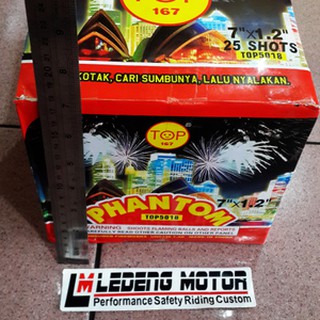 TOP
167
7"x1.2"
25 SHOTS
TOP5018
KOTAK, CARI SUMBUNYA, LALU NYALAKAN.
TOP
167
7"x1.2"
PHANTOM
TOP5018
WARNING: SHOOTS FLAMING BALLS AND REPORTS
CAREFULLY READ OTHER CAUTION ON OTHER PANEL
LM LEDENG MOTOR
Performance Safety Riding Custom